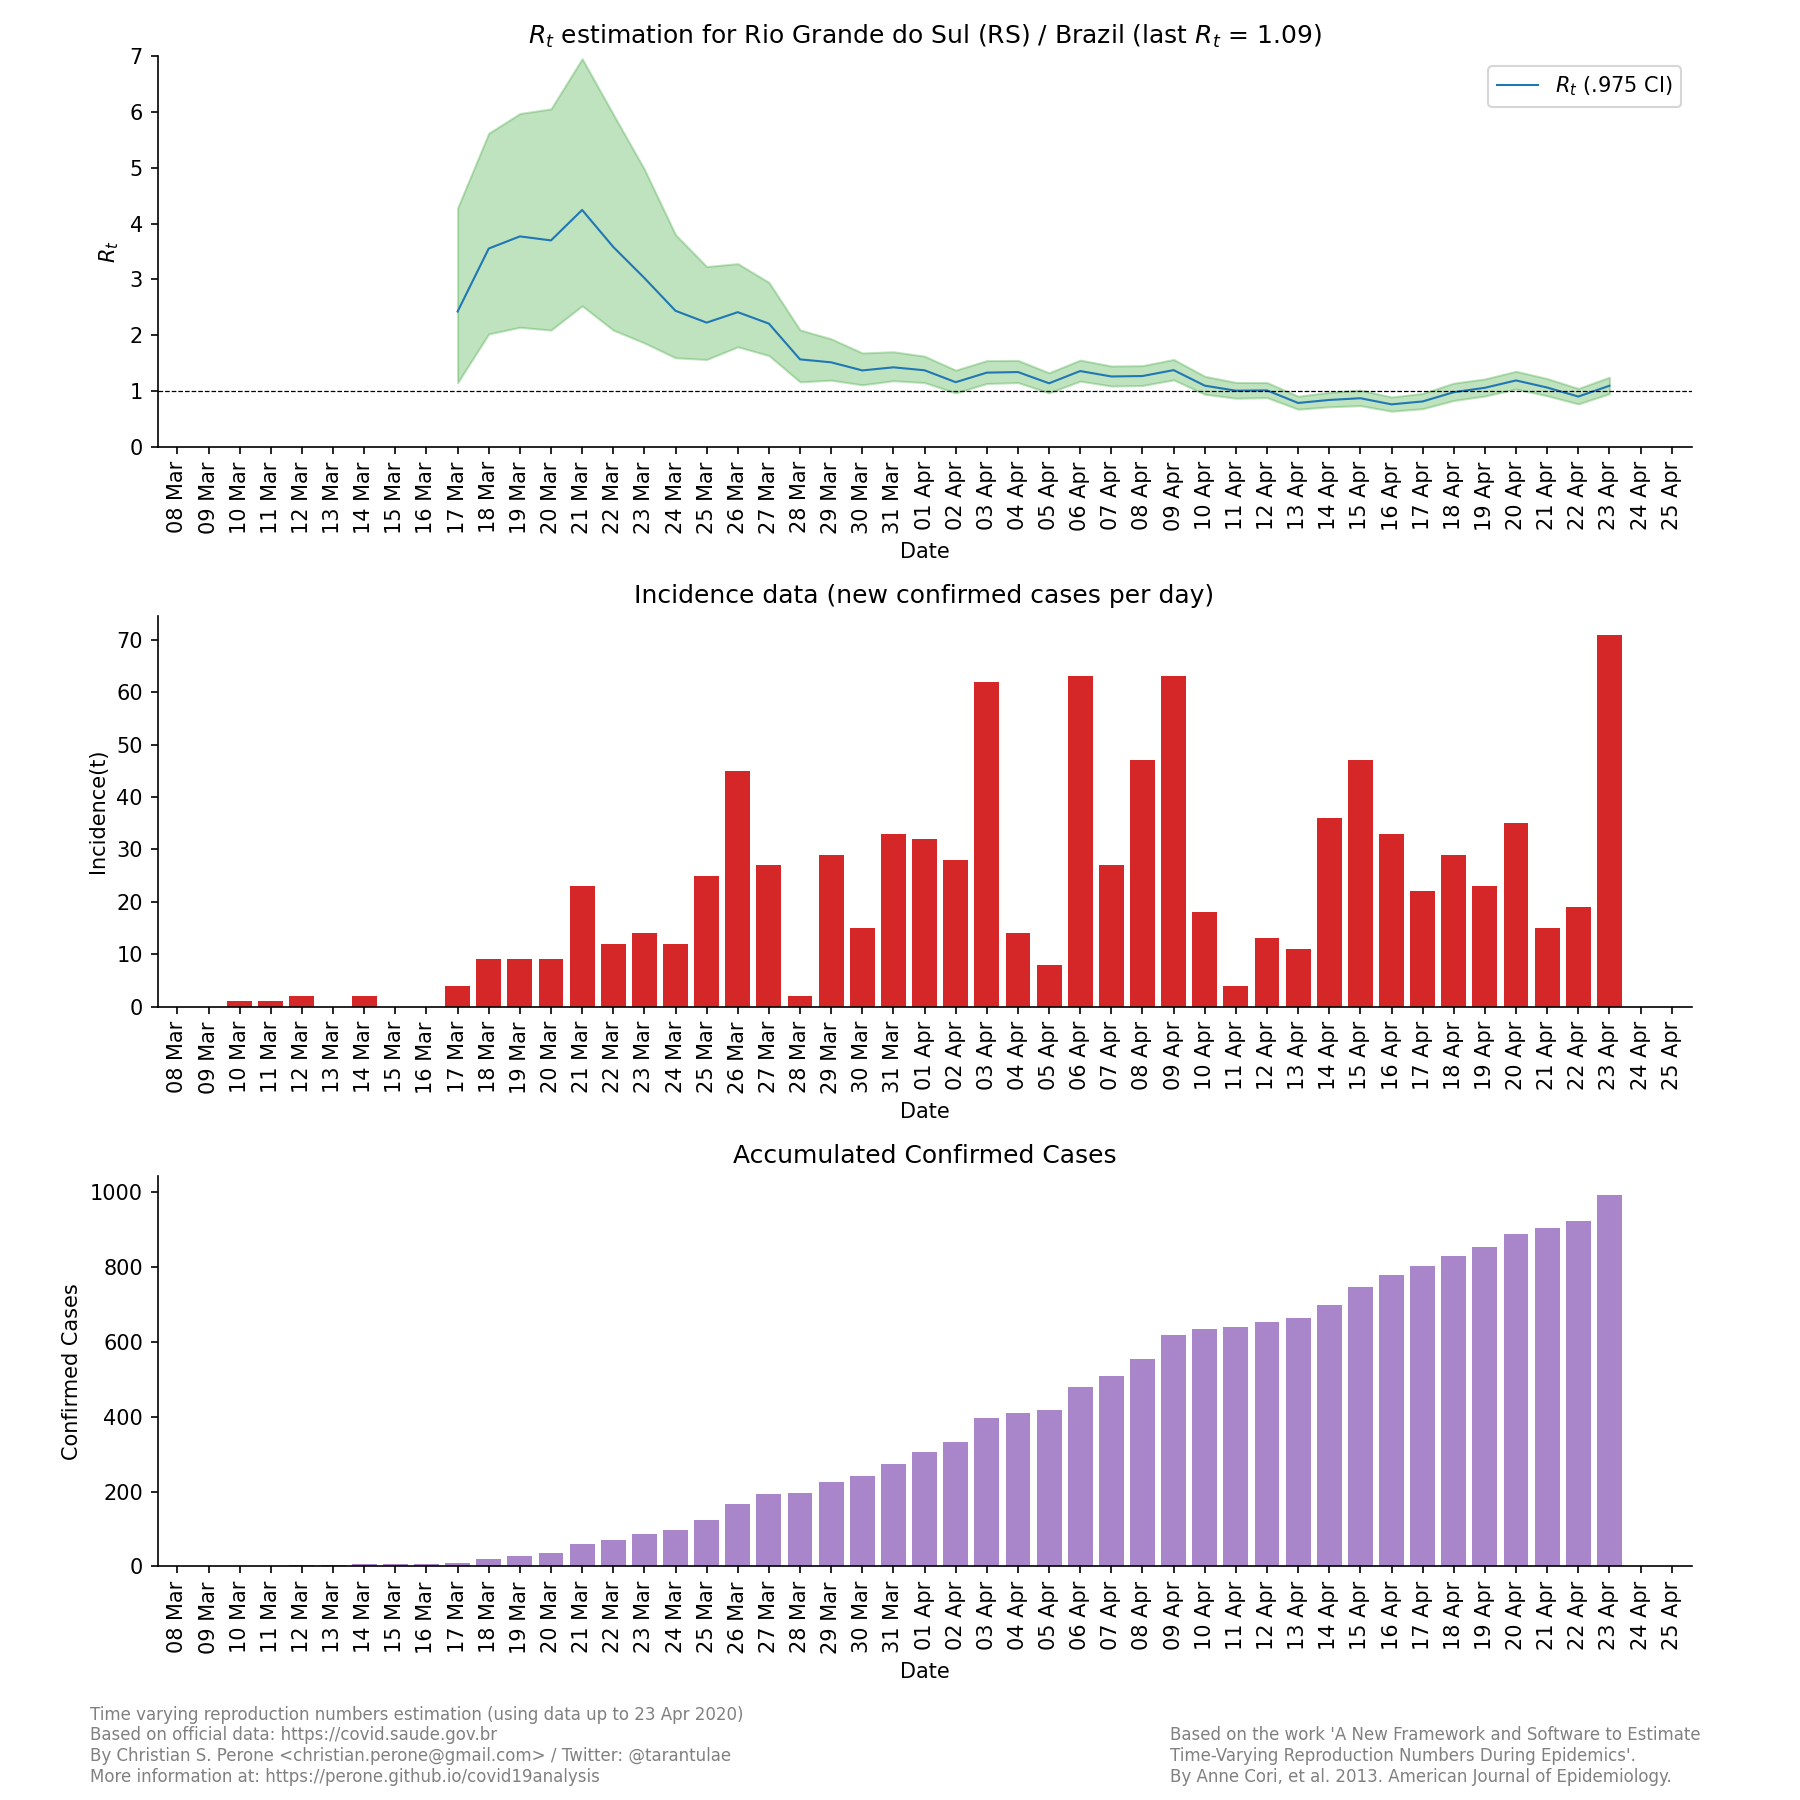 Rₜ estimation for Rio Grande do Sul (RS) / Brazil (last Rₜ = 1.09)
Rₜ (.975 CI)
Rₜ
7
6
5
4
3
2
1
0
08 Mar 09 Mar 10 Mar 11 Mar 12 Mar 13 Mar 14 Mar 15 Mar 16 Mar 17 Mar 18 Mar 19 Mar 20 Mar 21 Mar 22 Mar 23 Mar 24 Mar 25 Mar 26 Mar 27 Mar 28 Mar 29 Mar 30 Mar 31 Mar 01 Apr 02 Apr 03 Apr 04 Apr 05 Apr 06 Apr 07 Apr 08 Apr 09 Apr 10 Apr 11 Apr 12 Apr 13 Apr 14 Apr 15 Apr 16 Apr 17 Apr 18 Apr 19 Apr 20 Apr 21 Apr 22 Apr 23 Apr 24 Apr 25 Apr
Date
Incidence data (new confirmed cases per day)
Incidence(t)
70
60
50
40
30
20
10
0
08 Mar 09 Mar 10 Mar 11 Mar 12 Mar 13 Mar 14 Mar 15 Mar 16 Mar 17 Mar 18 Mar 19 Mar 20 Mar 21 Mar 22 Mar 23 Mar 24 Mar 25 Mar 26 Mar 27 Mar 28 Mar 29 Mar 30 Mar 31 Mar 01 Apr 02 Apr 03 Apr 04 Apr 05 Apr 06 Apr 07 Apr 08 Apr 09 Apr 10 Apr 11 Apr 12 Apr 13 Apr 14 Apr 15 Apr 16 Apr 17 Apr 18 Apr 19 Apr 20 Apr 21 Apr 22 Apr 23 Apr 24 Apr 25 Apr
Date
Accumulated Confirmed Cases
Confirmed Cases
1000
800
600
400
200
0
08 Mar 09 Mar 10 Mar 11 Mar 12 Mar 13 Mar 14 Mar 15 Mar 16 Mar 17 Mar 18 Mar 19 Mar 20 Mar 21 Mar 22 Mar 23 Mar 24 Mar 25 Mar 26 Mar 27 Mar 28 Mar 29 Mar 30 Mar 31 Mar 01 Apr 02 Apr 03 Apr 04 Apr 05 Apr 06 Apr 07 Apr 08 Apr 09 Apr 10 Apr 11 Apr 12 Apr 13 Apr 14 Apr 15 Apr 16 Apr 17 Apr 18 Apr 19 Apr 20 Apr 21 Apr 22 Apr 23 Apr 24 Apr 25 Apr
Date
Time varying reproduction numbers estimation (using data up to 23 Apr 2020)
Based on official data: https://covid.saude.gov.br
By Christian S. Perone <christian.perone@gmail.com> / Twitter: @tarantulae
More information at: https://perone.github.io/covid19analysis
Based on the work 'A New Framework and Software to Estimate
Time-Varying Reproduction Numbers During Epidemics'.
By Anne Cori, et al. 2013. American Journal of Epidemiology.